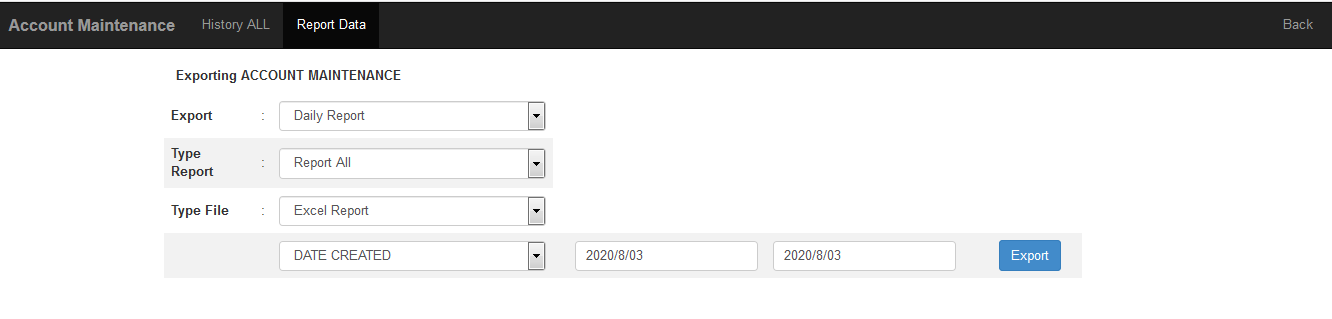 Account Maintenance History ALL Report Data Back
Exporting ACCOUNT MAINTENANCE
Export : Daily Report
Type
Report : Report All
Type File : Excel Report
DATE CREATED 2020/8/03 2020/8/03 Export